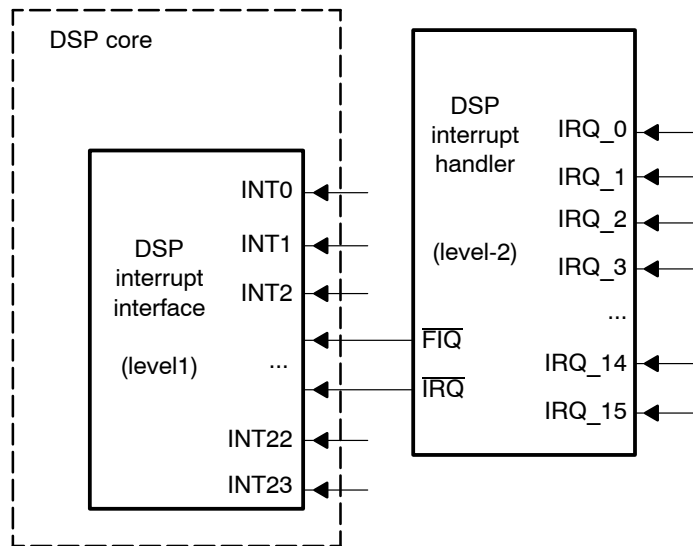 DSP core
DSP
interrupt
interface
(level1)
INT0
INT1
INT2
...
INT22
INT23
DSP
interrupt
handler
(level-2)
FIQ
IRQ
IRQ_0
IRQ_1
IRQ_2
IRQ_3
...
IRQ_14
IRQ_15